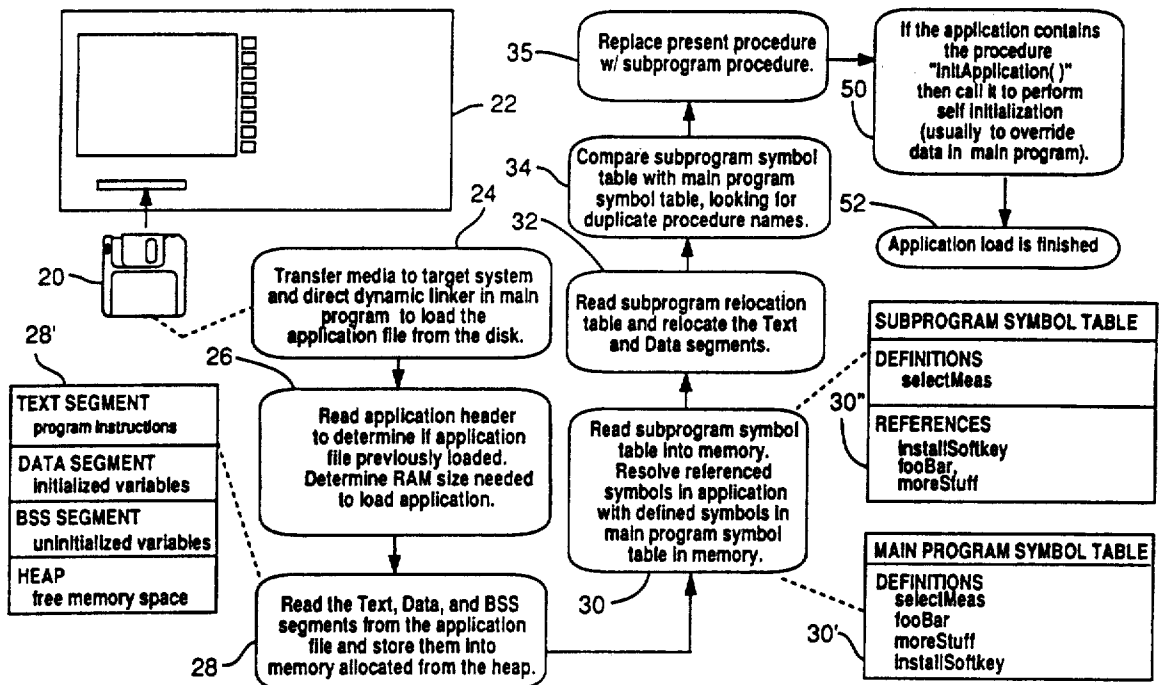 22
20
24
Transfer media to target system
and direct dynamic linker in main
program to load the
application file from the disk.
26
Read application header
to determine if application
file previously loaded.
Determine RAM size needed
to load application.
28'
TEXT SEGMENT
program instructions
DATA SEGMENT
initialized variables
BSS SEGMENT
uninitialized variables
HEAP
free memory space
28
Read the Text, Data, and BSS
segments from the application
file and store them into
memory allocated from the heap.
30
Read subprogram symbol
table into memory.
Resolve referenced
symbols in application
with defined symbols in
main program symbol
table in memory.
32
Read subprogram relocation
table and relocate the Text
and Data segments.
34
Compare subprogram symbol
table with main program
symbol table, looking for
duplicate procedure names.
35
Replace present procedure
w/ subprogram procedure.
50
If the application contains
the procedure
"InitApplication( )"
then call it to perform
self initialization
(usually to override
data in main program).
52
Application load is finished
30"
SUBPROGRAM SYMBOL TABLE
DEFINITIONS
selectMeas
REFERENCES
installSoftkey
fooBar,
moreStuff
30'
MAIN PROGRAM SYMBOL TABLE
DEFINITIONS
selectMeas
fooBar
moreStuff
installSoftkey